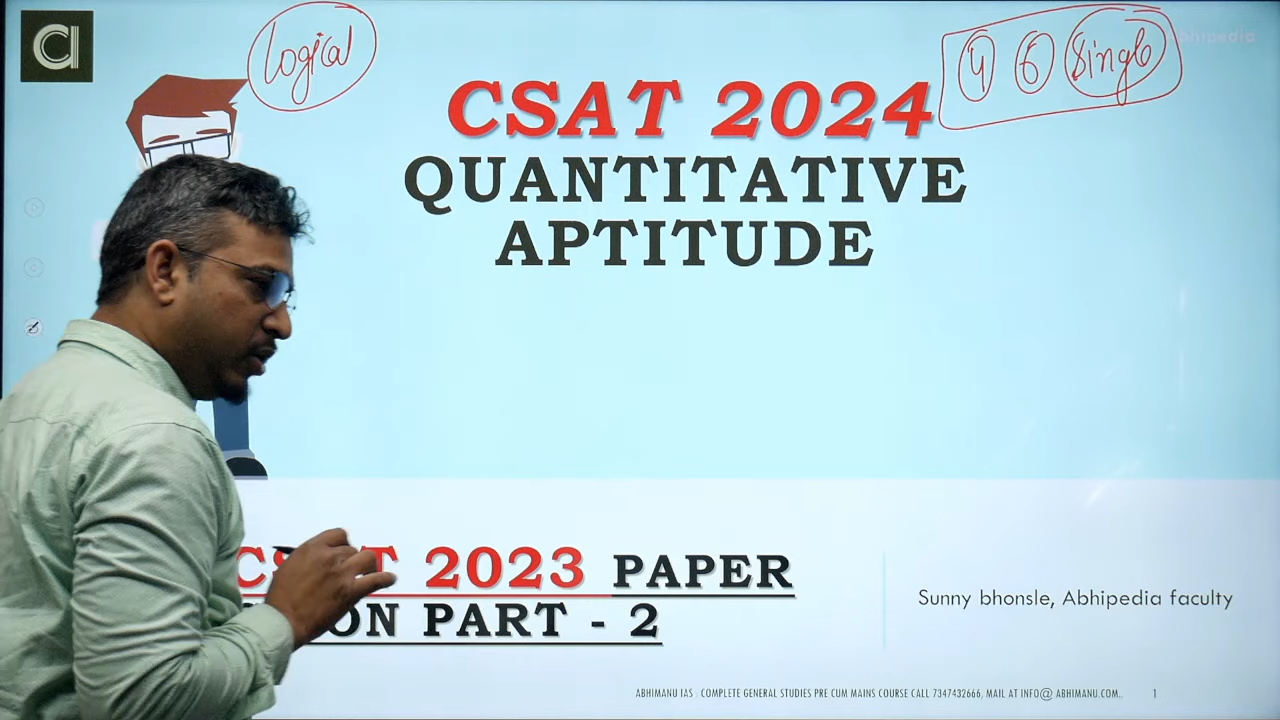 Logical
4 6 Single
abhipedia
CSAT 2024
QUANTITATIVE
APTITUDE
2023 PAPER
ON PART - 2
Sunny bhonsle, Abhipedia faculty
ABHIMANU IAS : COMPLETE GENERAL STUDIES PRE CUM MAINS COURSE CALL 7347432666, MAIL AT INFO@ ABHIMANU.COM.. 1